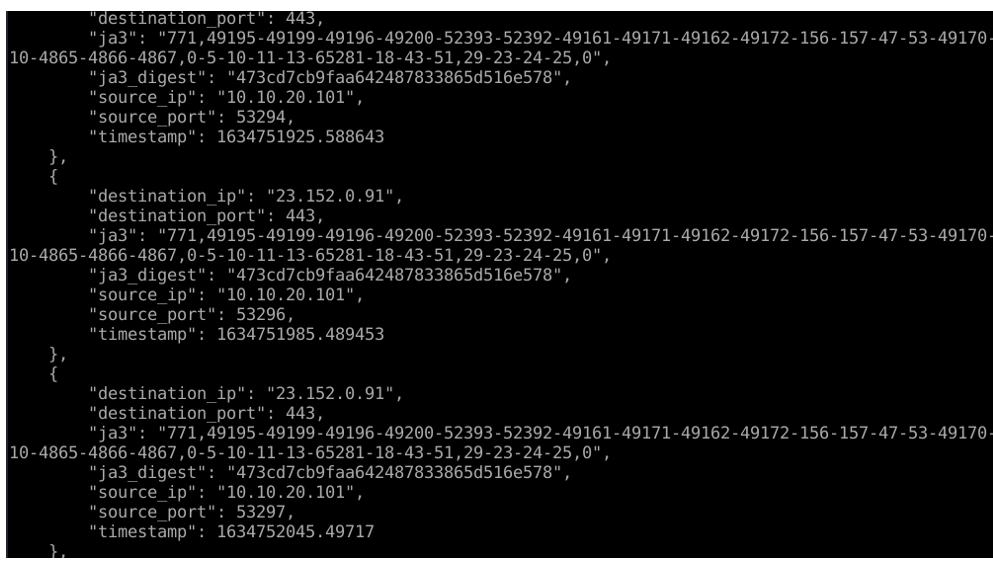 "destination_port": 443,
"ja3": "771,49195-49199-49196-49200-52393-52392-49161-49171-49162-49172-156-157-47-53-49170-
10-4865-4866-4867,0-5-10-11-13-65281-18-43-51,29-23-24-25,0",
"ja3_digest": "473cd7cb9faa642487833865d516e578",
"source_ip": "10.10.20.101",
"source_port": 53294,
"timestamp": 1634751925.588643
},
{
"destination_ip": "23.152.0.91",
"destination_port": 443,
"ja3": "771,49195-49199-49196-49200-52393-52392-49161-49171-49162-49172-156-157-47-53-49170-
10-4865-4866-4867,0-5-10-11-13-65281-18-43-51,29-23-24-25,0",
"ja3_digest": "473cd7cb9faa642487833865d516e578",
"source_ip": "10.10.20.101",
"source_port": 53296,
"timestamp": 1634751985.489453
},
{
"destination_ip": "23.152.0.91",
"destination_port": 443,
"ja3": "771,49195-49199-49196-49200-52393-52392-49161-49171-49162-49172-156-157-47-53-49170-
10-4865-4866-4867,0-5-10-11-13-65281-18-43-51,29-23-24-25,0",
"ja3_digest": "473cd7cb9faa642487833865d516e578",
"source_ip": "10.10.20.101",
"source_port": 53297,
"timestamp": 1634752045.49717
},